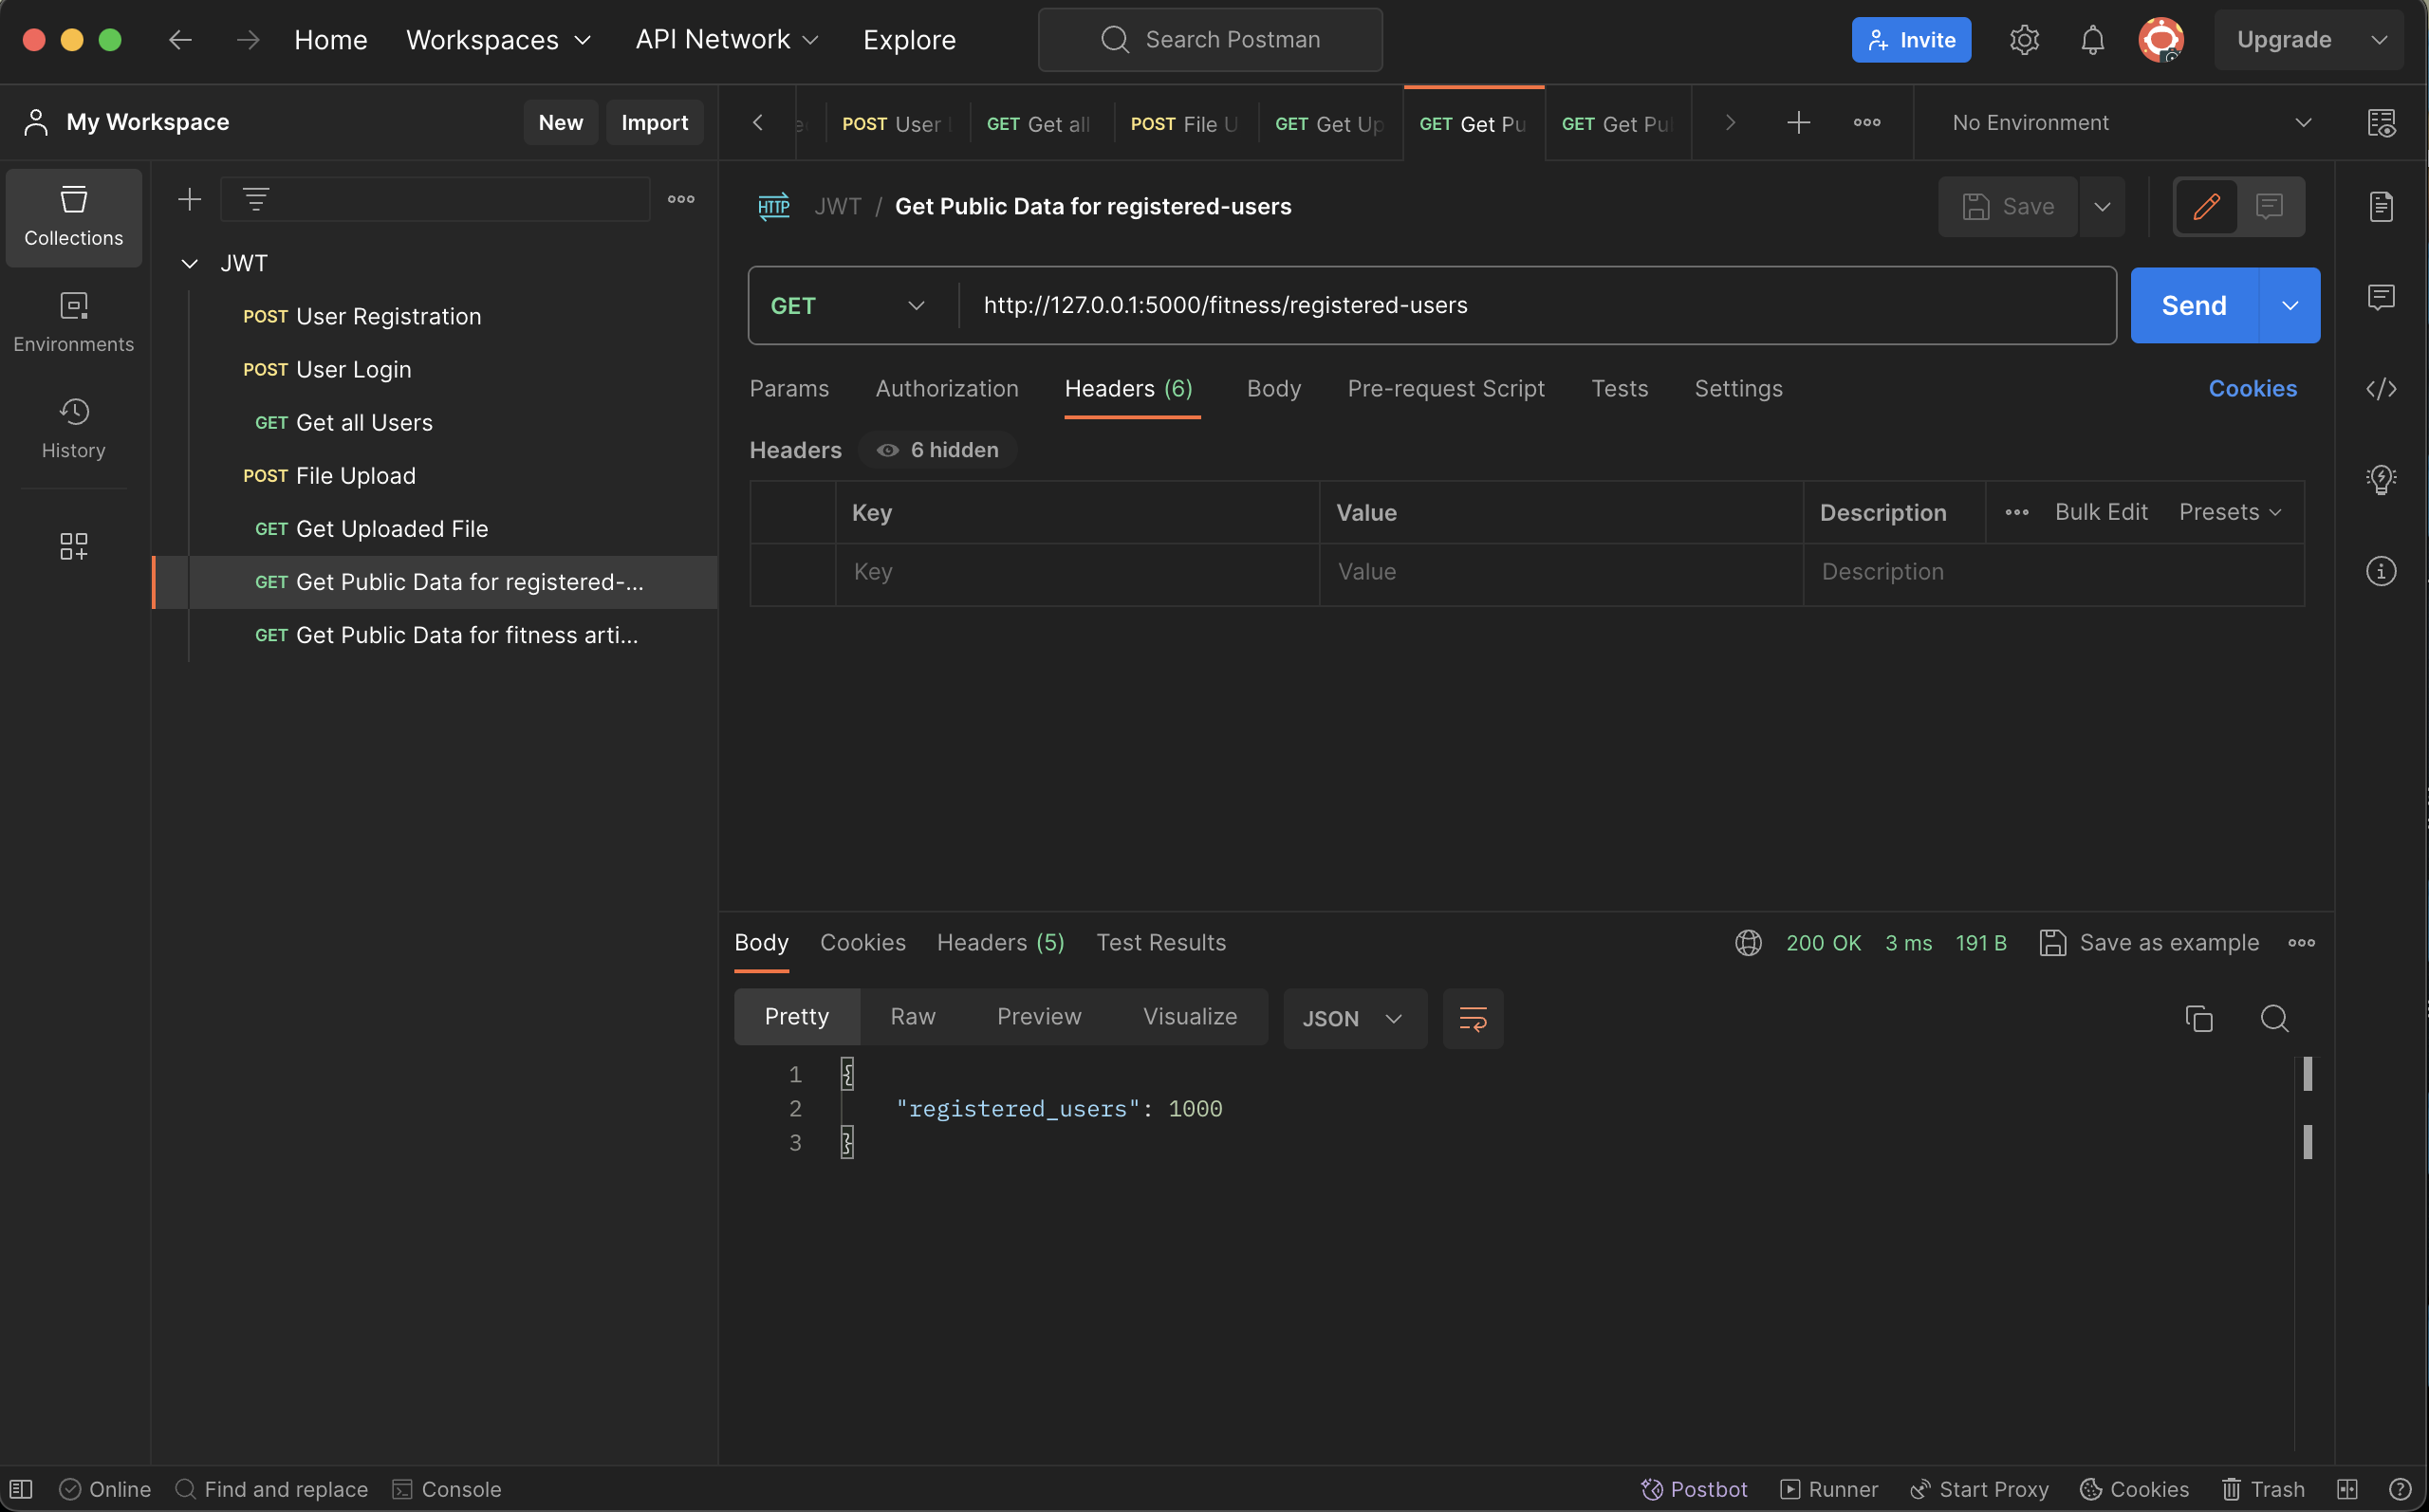 Home Workspaces API Network Explore Search Postman Invite Upgrade
My Workspace New Import POST User GET Get all POST File U GET Get Up GET Get Pu GET Get Pu No Environment
Collections
Environments
History
JWT
POST User Registration
POST User Login
GET Get all Users
POST File Upload
GET Get Uploaded File
GET Get Public Data for registered-...
GET Get Public Data for fitness arti...
HTTP JWT / Get Public Data for registered-users Save
GET http://127.0.0.1:5000/fitness/registered-users Send
Params Authorization Headers (6) Body Pre-request Script Tests Settings Cookies
Headers 6 hidden
Key Value Description Bulk Edit Presets
Key Value Description
Body Cookies Headers (5) Test Results 200 OK 3 ms 191 B Save as example
Pretty Raw Preview Visualize JSON
1 {
2 "registered_users": 1000
3 }
Online Find and replace Console Postbot Runner Start Proxy Cookies Trash